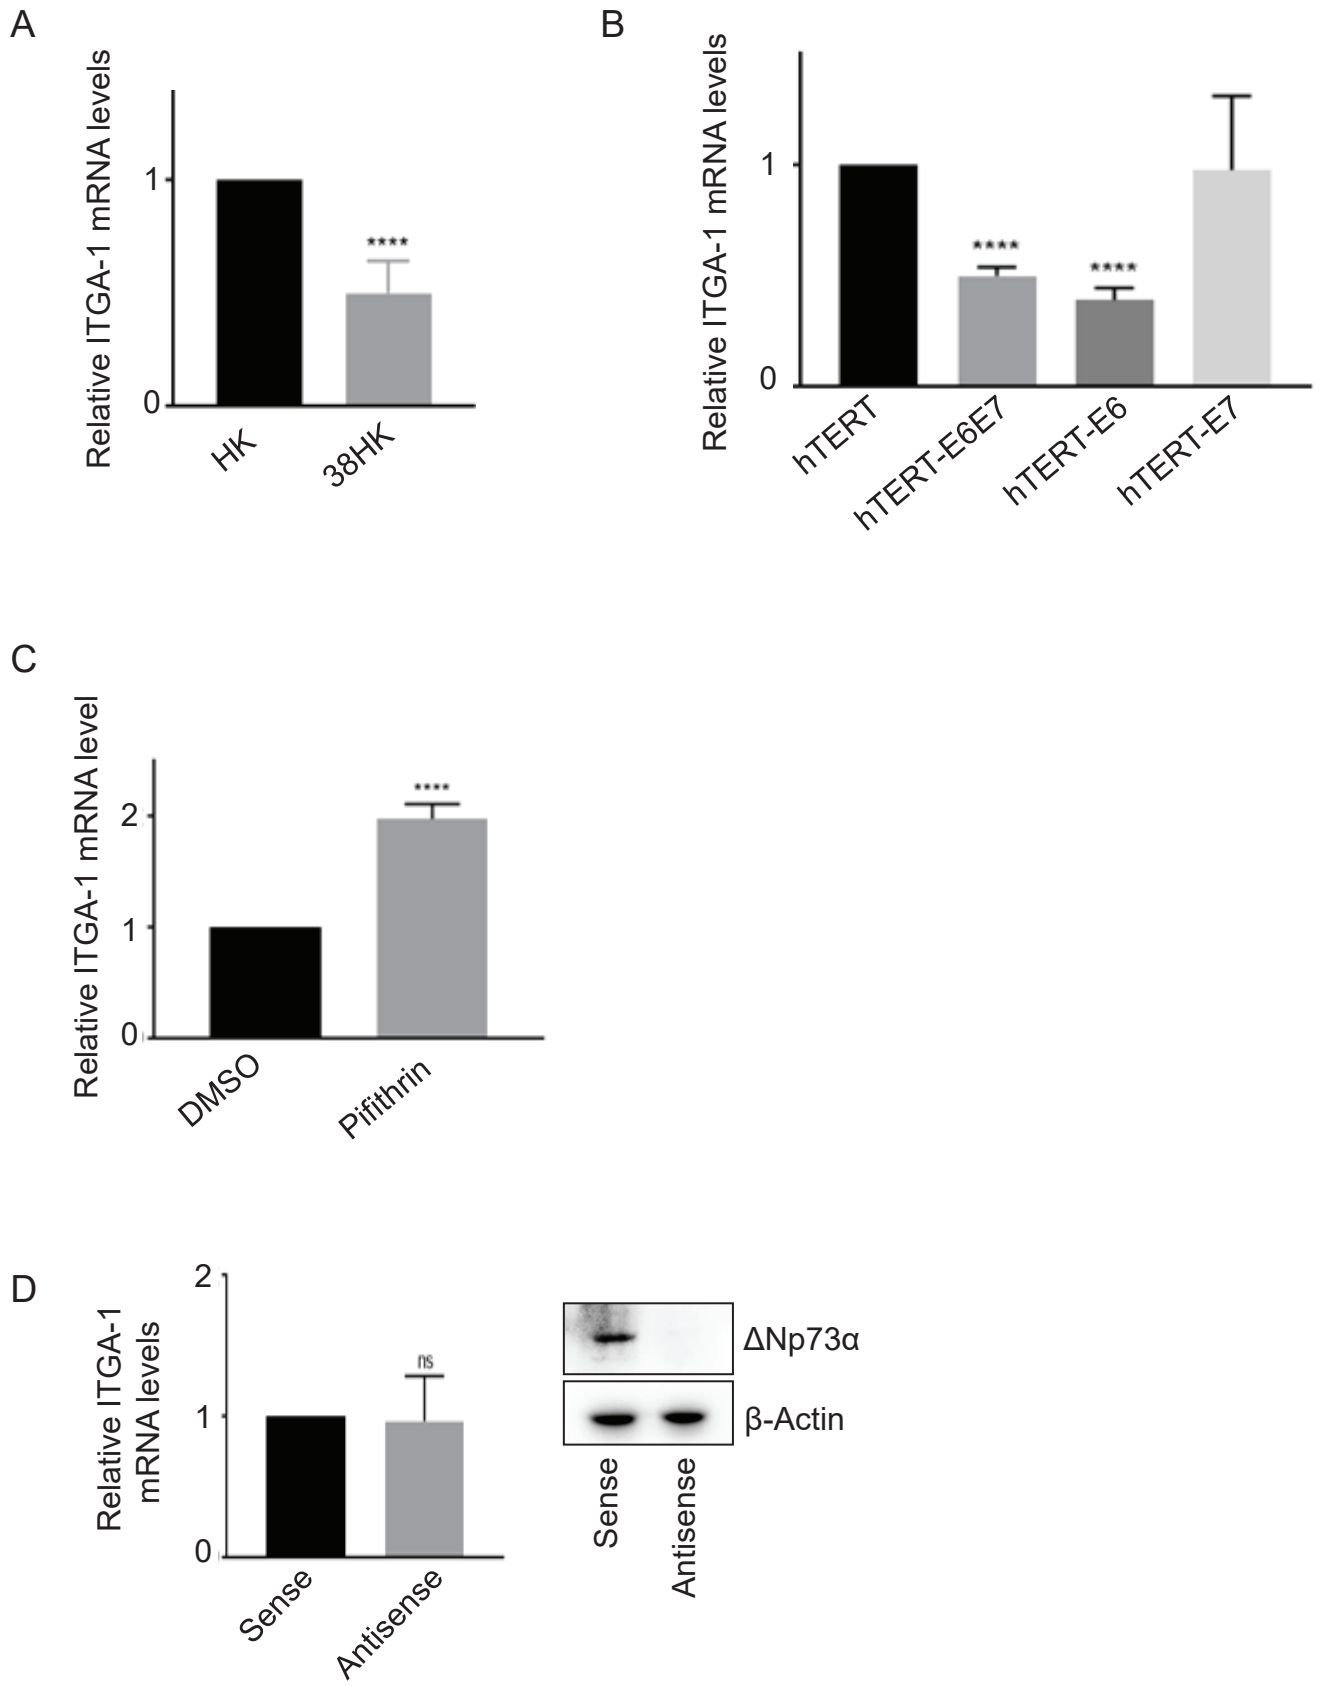 A
Relative ITGA-1 mRNA levels
1
0
****
HK
38HK
B
Relative ITGA-1 mRNA levels
1
0
****
****
hTERT
hTERT-E6E7
hTERT-E6
hTERT-E7
C
Relative ITGA-1 mRNA level
2
1
0
****
DMSO
Pifithrin
D
Relative ITGA-1
mRNA levels
2
1
0
ns
Sense
Antisense
ΔNp73α
β-Actin
Sense
Antisense